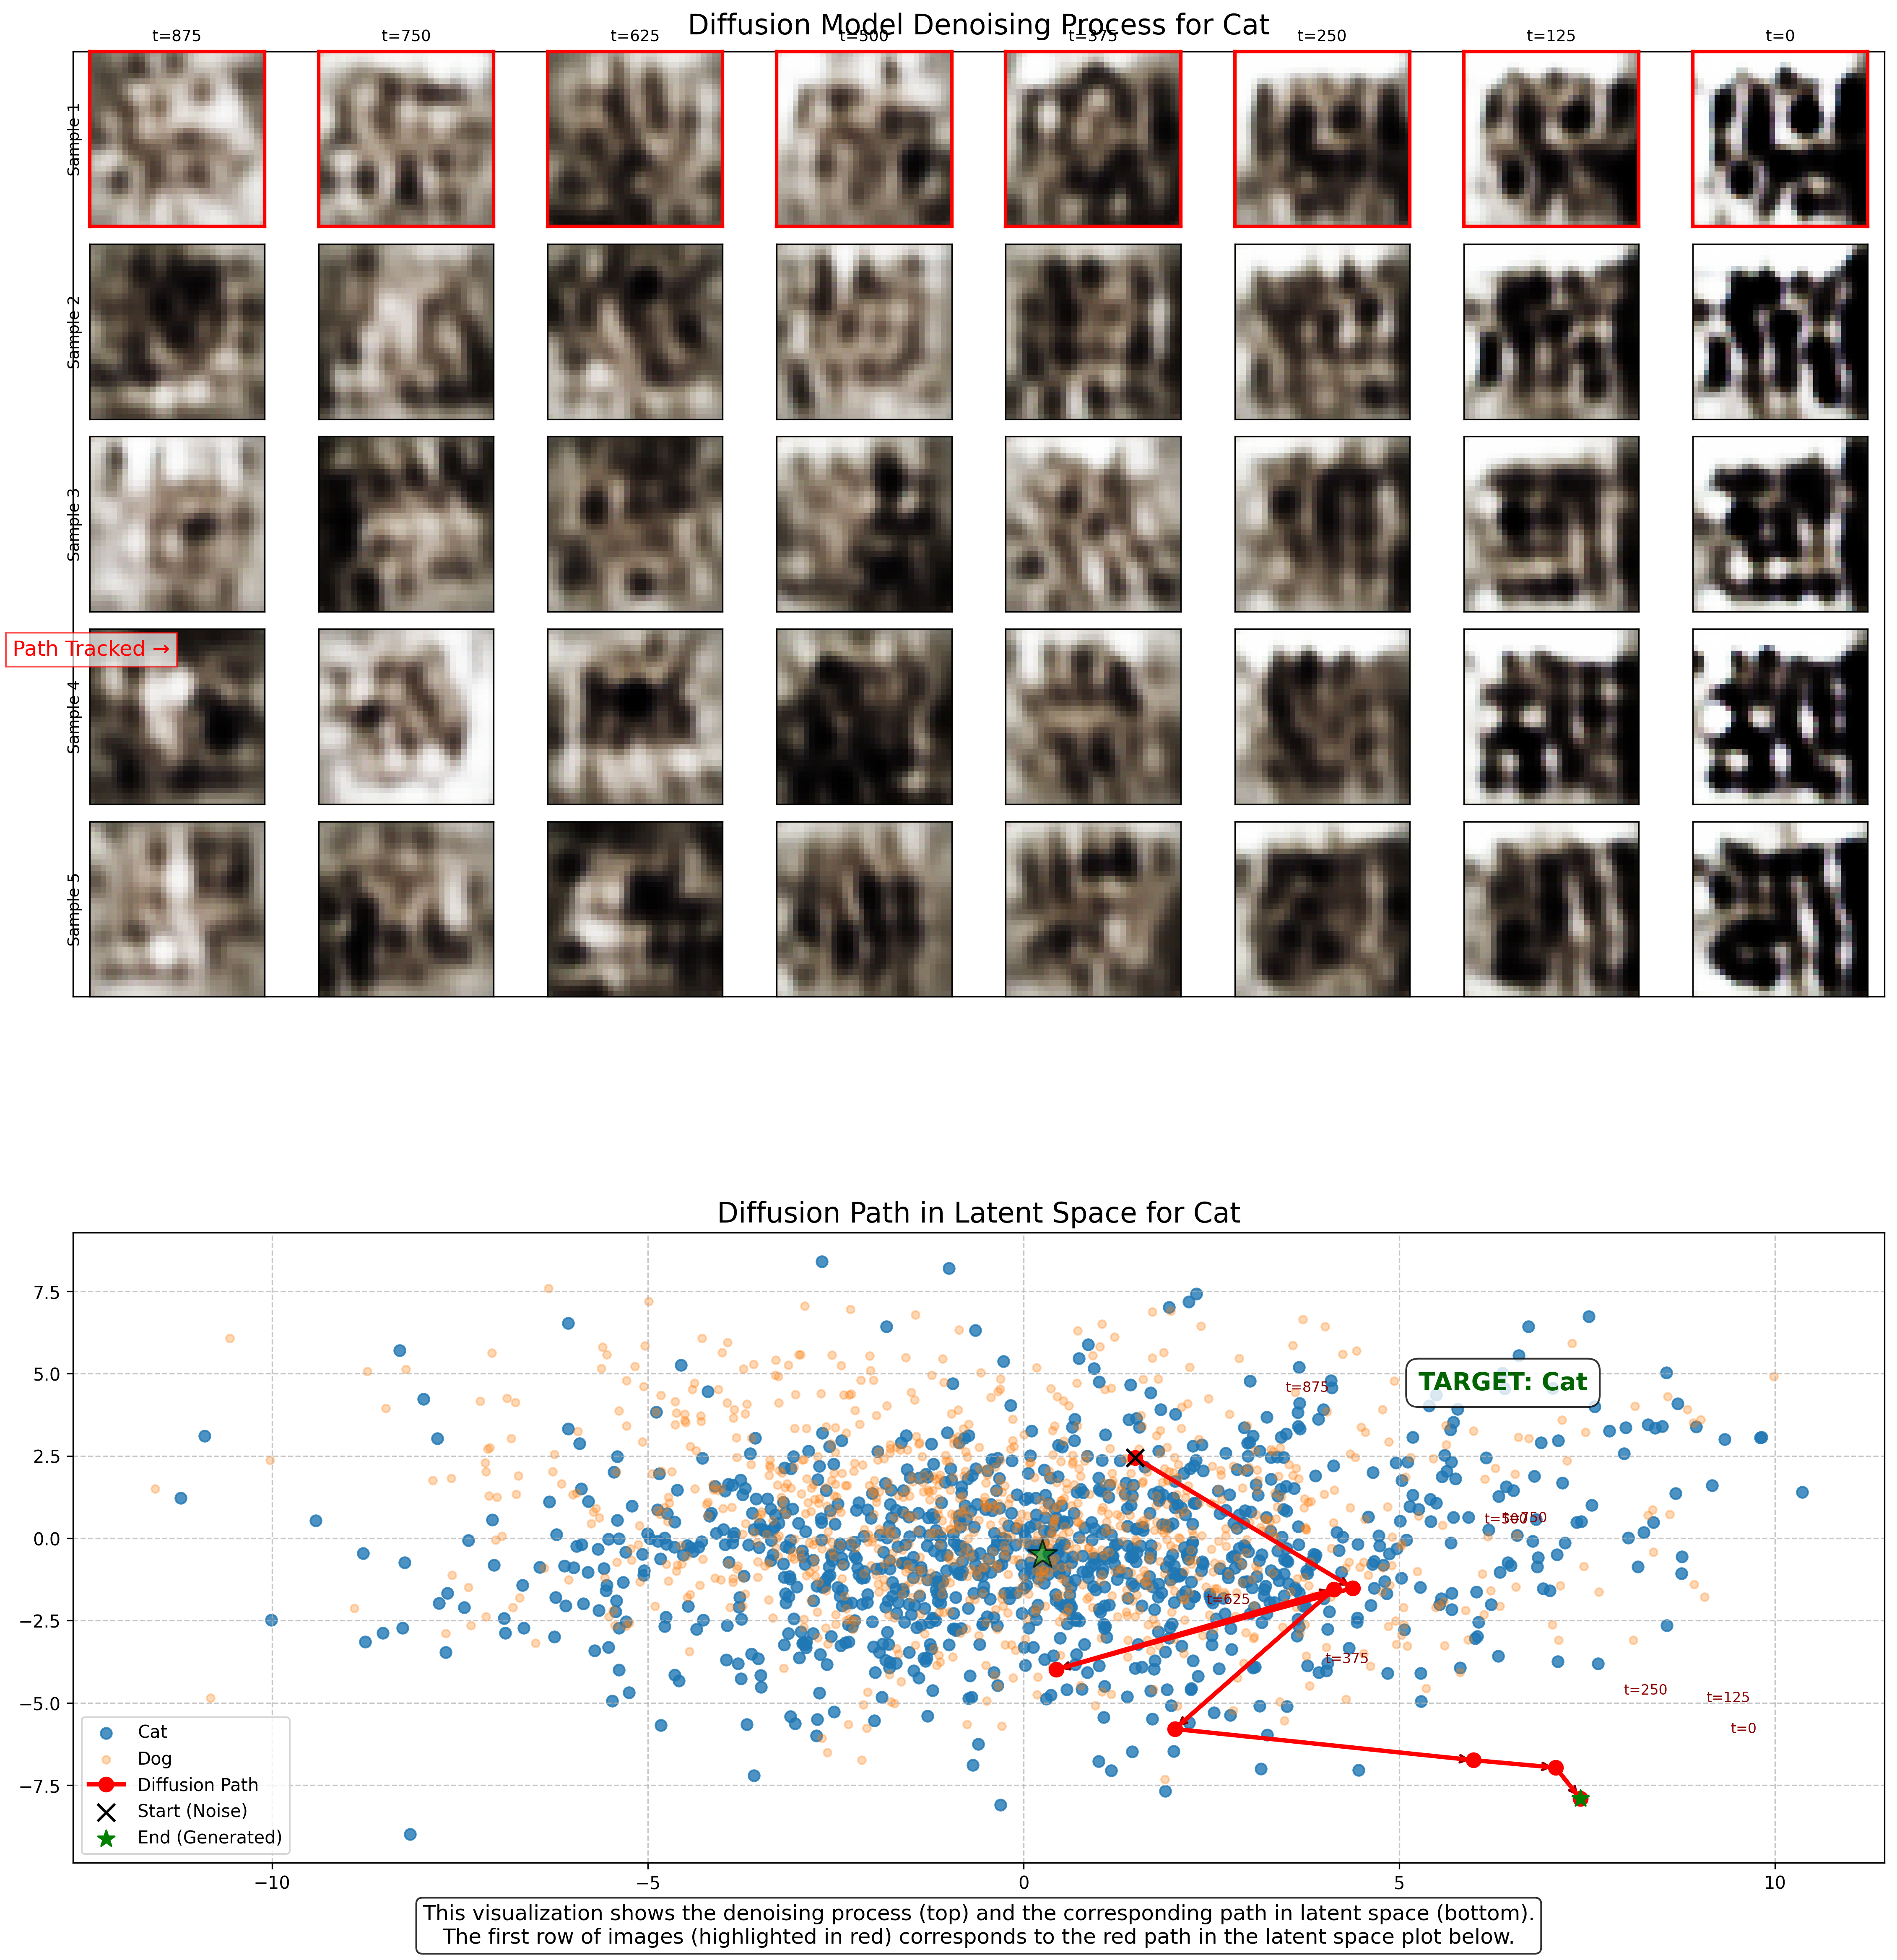 Diffusion Model Denoising Process for Cat
t=875
t=750
t=625
t=500
t=375
t=250
t=125
t=0
Sample 1
Sample 2
Sample 3
Path Tracked →
Sample 4
Sample 5
Diffusion Path in Latent Space for Cat
7.5
5.0
2.5
0.0
−2.5
−5.0
−7.5
TARGET: Cat
t=875
t=500
t=750
t=625
t=375
t=250
t=125
t=0
Cat
Dog
Diffusion Path
Start (Noise)
End (Generated)
−10
−5
0
5
10
This visualization shows the denoising process (top) and the corresponding path in latent space (bottom).
The first row of images (highlighted in red) corresponds to the red path in the latent space plot below.